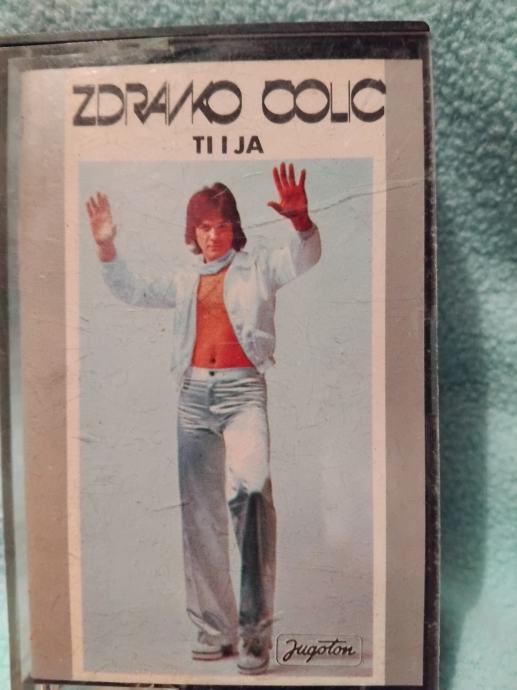 ZDRAVKO ČOLIĆ
TI I JA
Jugoton